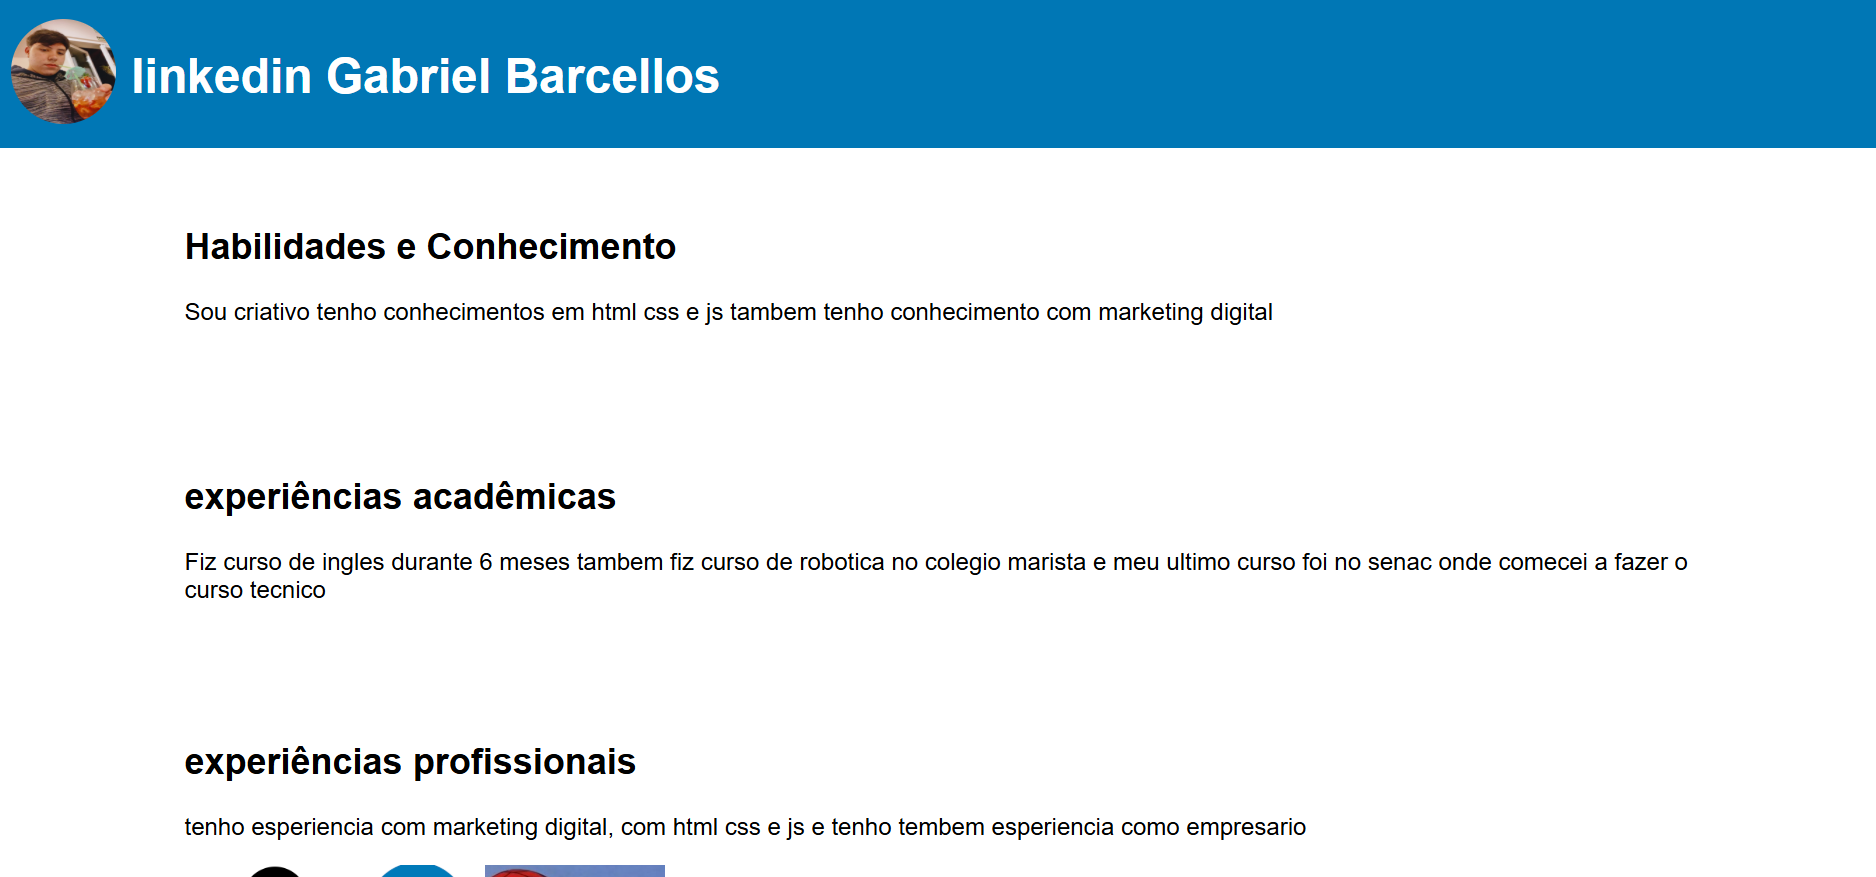 linkedin Gabriel Barcellos
Habilidades e Conhecimento
Sou criativo tenho conhecimentos em html css e js tambem tenho conhecimento com marketing digital
experiências acadêmicas
Fiz curso de ingles durante 6 meses tambem fiz curso de robotica no colegio marista e meu ultimo curso foi no senac onde comecei a fazer o
curso tecnico
experiências profissionais
tenho esperiencia com marketing digital, com html css e js e tenho tembem esperiencia como empresario